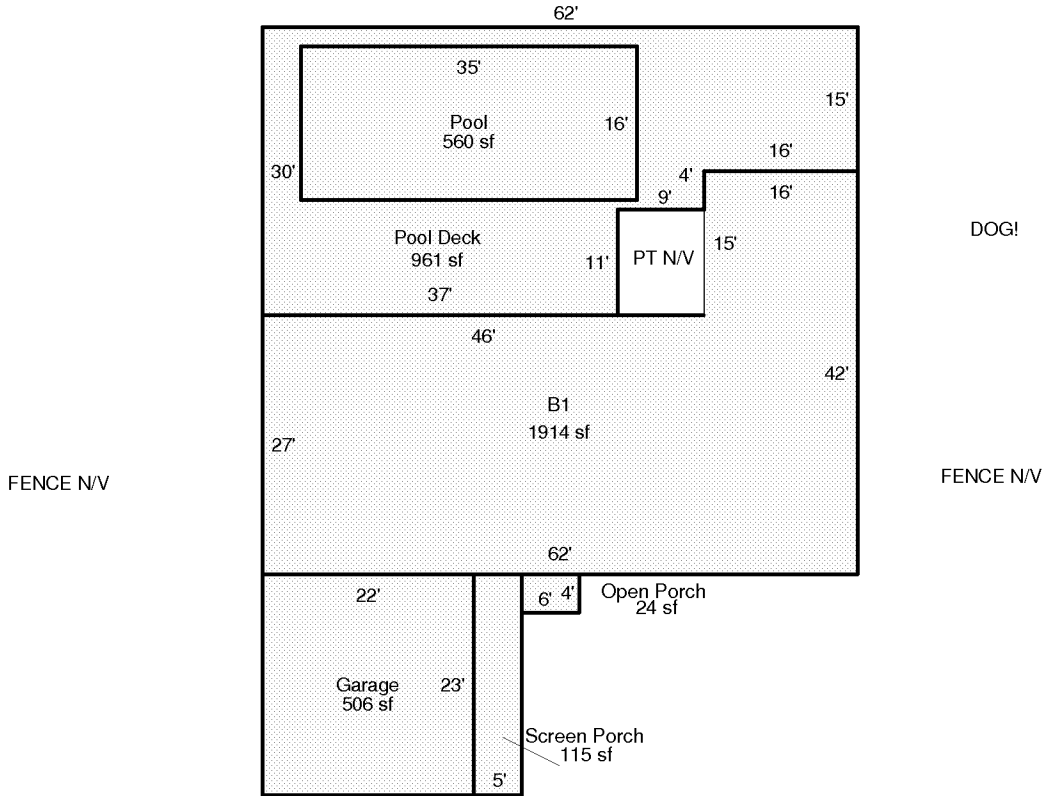 62'
35'
15'
Pool
560 sf
16'
16'
30'
4'
16'
9'
DOG!
Pool Deck
961 sf
15'
11'
PT N/V
37'
46'
42'
B1
1914 sf
27'
FENCE N/V
FENCE N/V
62'
22'
6'
4'
Open Porch
24 sf
Garage
506 sf
23'
Screen Porch
115 sf
5'